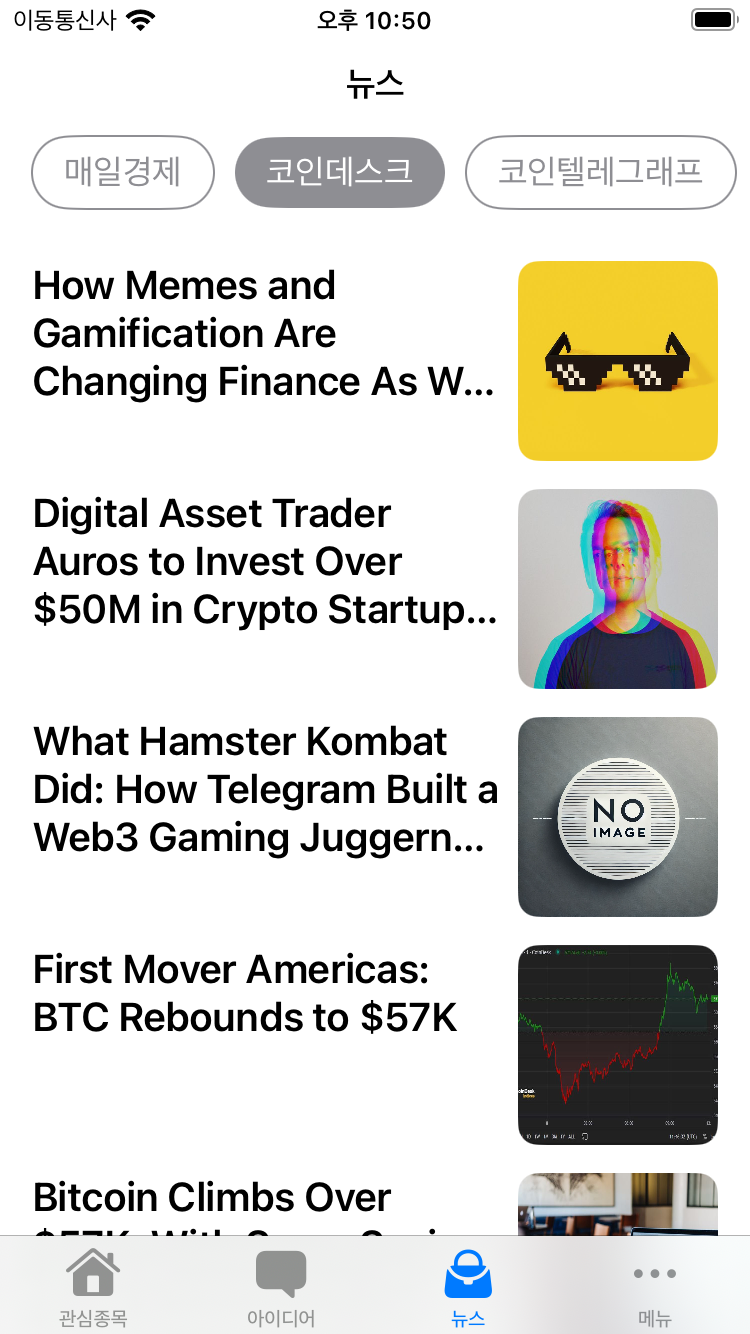 이동통신사
오후 10:50
뉴스
매일경제
코인데스크
코인텔레그래프
How Memes and
Gamification Are
Changing Finance As W...
Digital Asset Trader
Auros to Invest Over
$50M in Crypto Startup...
What Hamster Kombat
Did: How Telegram Built a
Web3 Gaming Juggern...
NO
IMAGE
First Mover Americas:
BTC Rebounds to $57K
Bitcoin Climbs Over
관심종목
아이디어
뉴스
메뉴